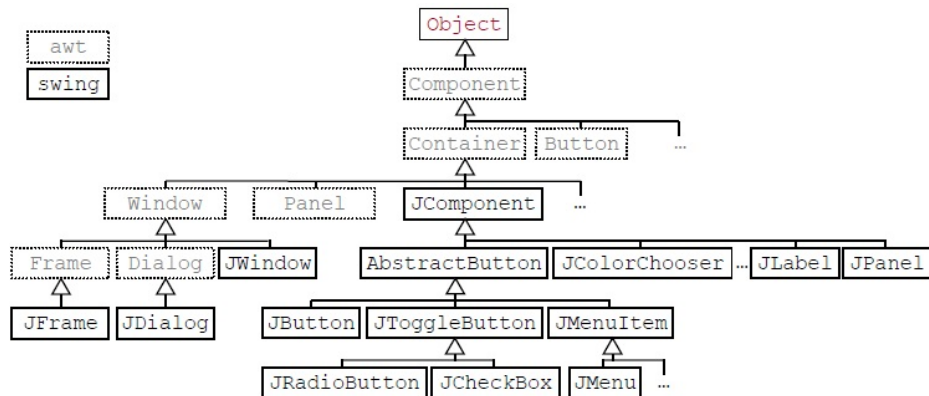 Object
awt
swing
Component
Container Button ...
Window Panel JComponent ...
Frame Dialog JWindow AbstractButton JColorChooser ... JLabel JPanel
JFrame JDialog JButton JToggleButton JMenuItem
JRadioButton JCheckBox JMenu ...